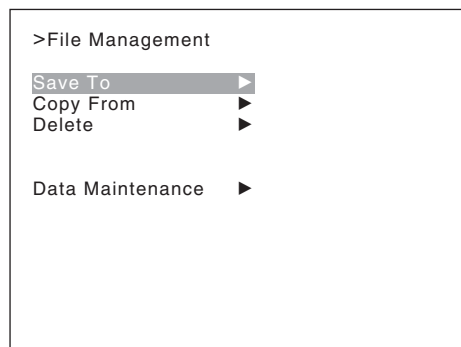 >File Management
Save To ▶
Copy From ▶
Delete ▶
Data Maintenance ▶